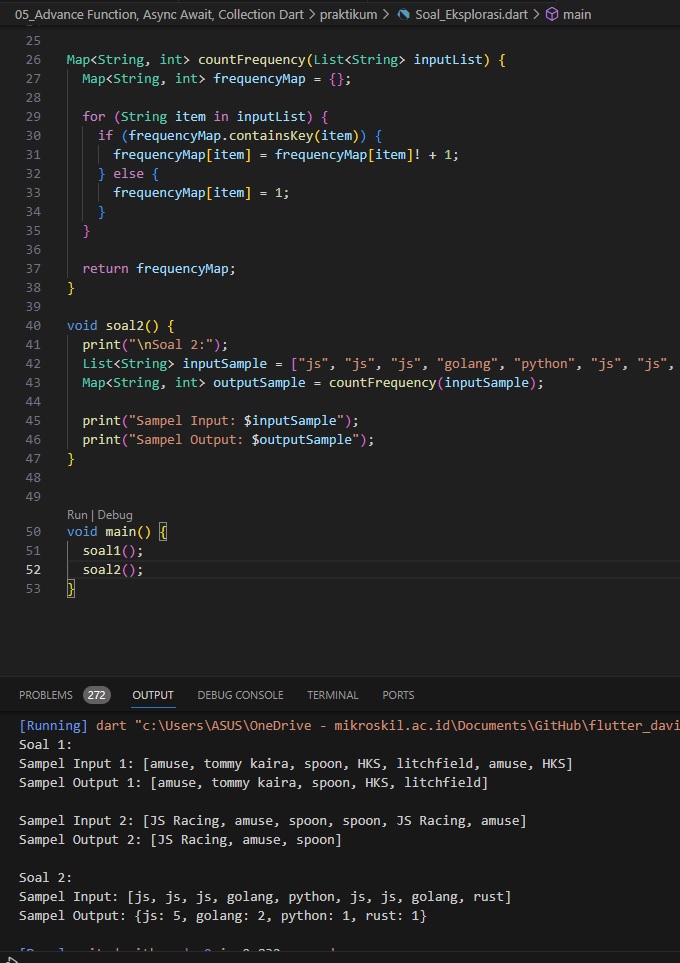 05_Advance Function, Async Await, Collection Dart > praktikum > Soal_Eksplorasi.dart > main
25
26 Map<String, int> countFrequency(List<String> inputList) {
27 Map<String, int> frequencyMap = {};
28
29 for (String item in inputList) {
30 if (frequencyMap.containsKey(item)) {
31 frequencyMap[item] = frequencyMap[item]! + 1;
32 } else {
33 frequencyMap[item] = 1;
34 }
35 }
36
37 return frequencyMap;
38 }
39
40 void soal2() {
41 print("\nSoal 2:");
42 List<String> inputSample = ["js", "js", "js", "golang", "python", "js", "js",
43 Map<String, int> outputSample = countFrequency(inputSample);
44
45 print("Sampel Input: $inputSample");
46 print("Sampel Output: $outputSample");
47 }
48
49
Run | Debug
50 void main() {
51 soal1();
52 soal2();
53 }
PROBLEMS 272 OUTPUT DEBUG CONSOLE TERMINAL PORTS
[Running] dart "c:\Users\ASUS\OneDrive - mikroskil.ac.id\Documents\GitHub\flutter_davi
Soal 1:
Sampel Input 1: [amuse, tommy kaira, spoon, HKS, litchfield, amuse, HKS]
Sampel Output 1: [amuse, tommy kaira, spoon, HKS, litchfield]
Sampel Input 2: [JS Racing, amuse, spoon, spoon, JS Racing, amuse]
Sampel Output 2: [JS Racing, amuse, spoon]
Soal 2:
Sampel Input: [js, js, js, golang, python, js, js, golang, rust]
Sampel Output: {js: 5, golang: 2, python: 1, rust: 1}